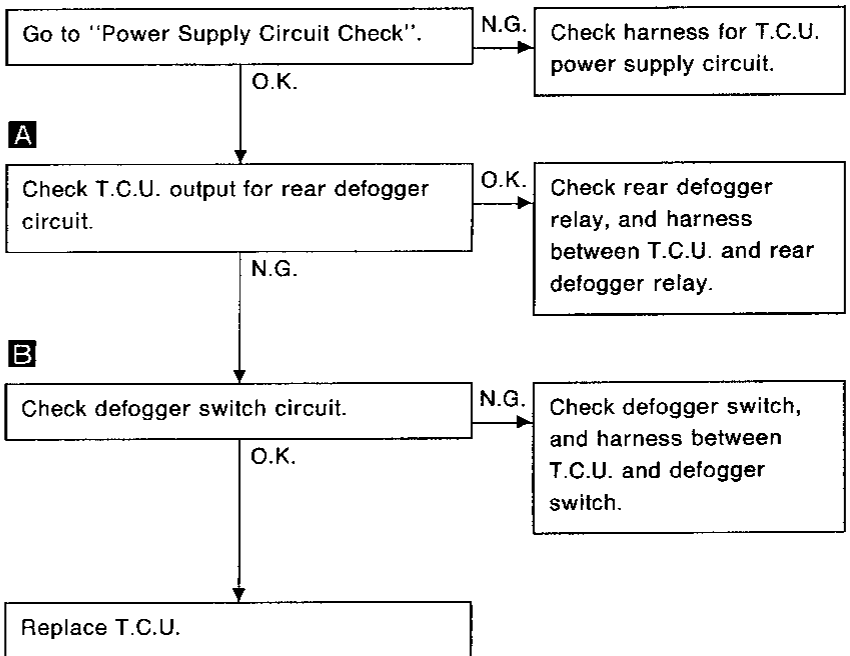 Go to "Power Supply Circuit Check".
N.G.
Check harness for T.C.U.
power supply circuit.
O.K.
A
Check T.C.U. output for rear defogger
circuit.
O.K.
Check rear defogger
relay, and harness
between T.C.U. and rear
defogger relay.
N.G.
B
Check defogger switch circuit.
N.G.
Check defogger switch,
and harness between
T.C.U. and defogger
switch.
O.K.
Replace T.C.U.